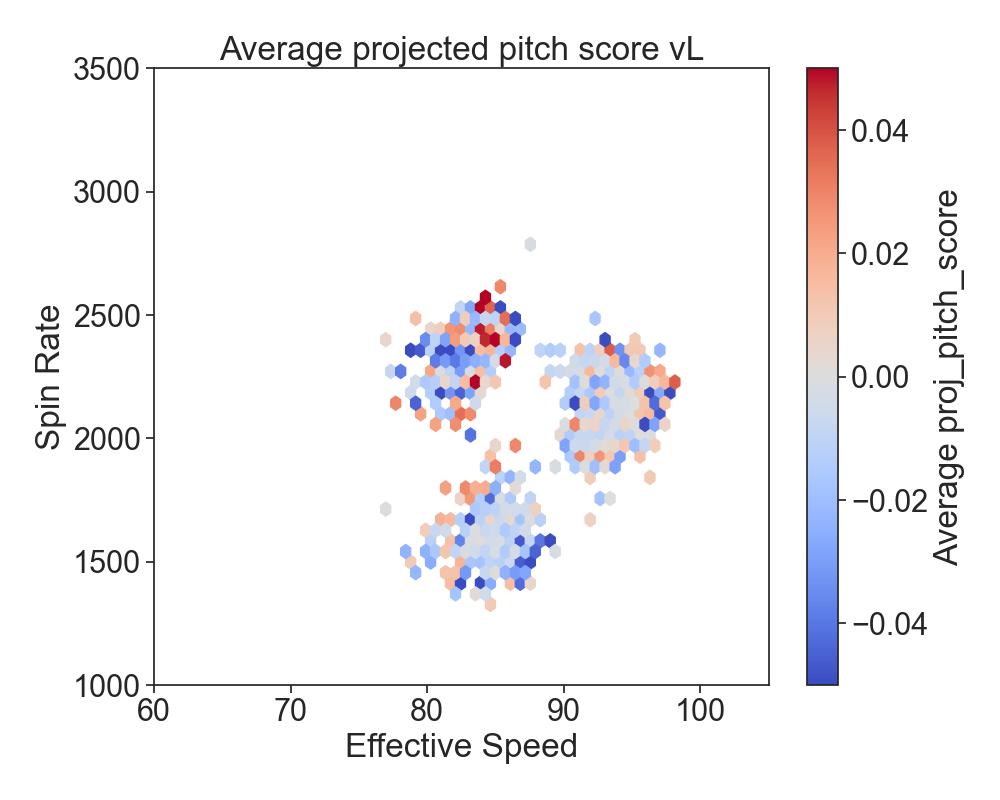 Average projected pitch score vL
3500
3000
2500
2000
1500
1000
Spin Rate
60 70 80 90 100
Effective Speed
0.04
0.02
0.00
−0.02
−0.04
Average proj_pitch_score